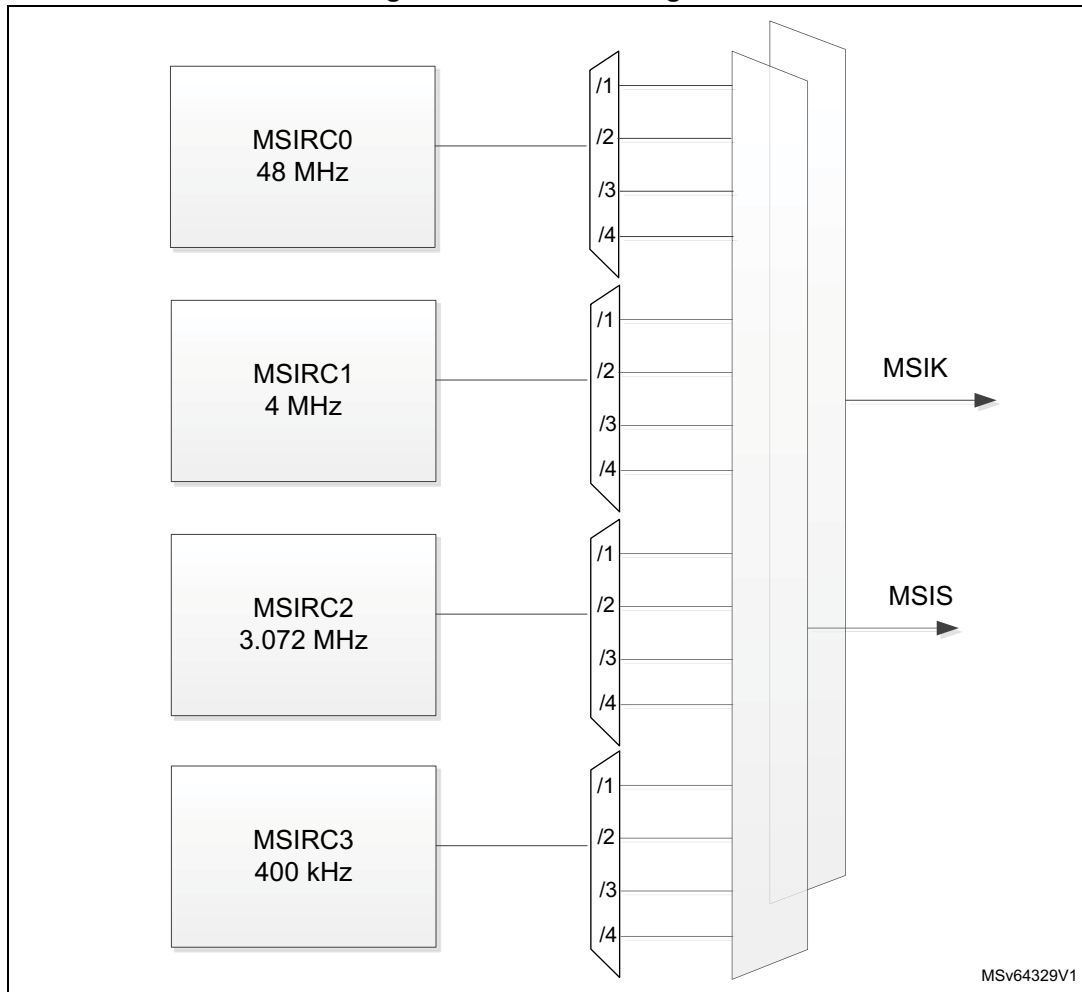 MSIRC0
48 MHz
/1
/2
/3
/4
MSIRC1
4 MHz
/1
/2
/3
/4
MSIK
MSIRC2
3.072 MHz
/1
/2
/3
/4
MSIS
MSIRC3
400 kHz
/1
/2
/3
/4
MSv64329V1